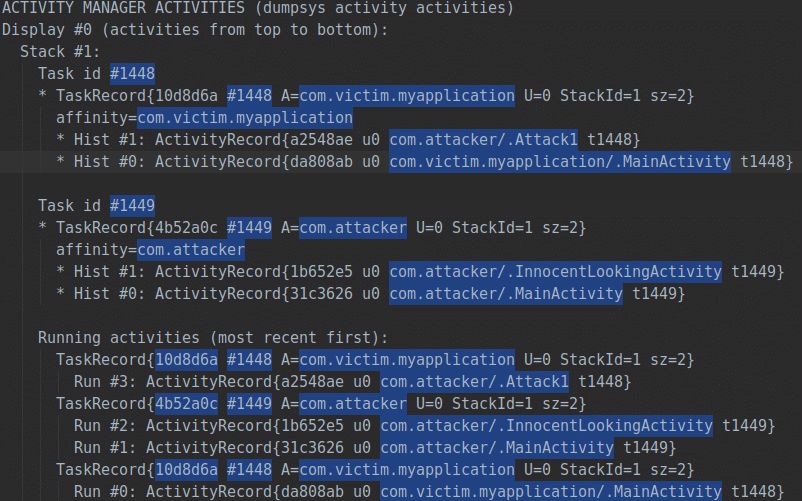 ACTIVITY MANAGER ACTIVITIES (dumpsys activity activities)
Display #0 (activities from top to bottom):
Stack #1:
Task id #1448
* TaskRecord{10d8d6a #1448 A=com.victim.myapplication U=0 StackId=1 sz=2}
affinity=com.victim.myapplication
* Hist #1: ActivityRecord{a2548ae u0 com.attacker/.Attack1 t1448}
* Hist #0: ActivityRecord{da808ab u0 com.victim.myapplication/.MainActivity t1448}
Task id #1449
* TaskRecord{4b52a0c #1449 A=com.attacker U=0 StackId=1 sz=2}
affinity=com.attacker
* Hist #1: ActivityRecord{1b652e5 u0 com.attacker/.InnocentLookingActivity t1449}
* Hist #0: ActivityRecord{31c3626 u0 com.attacker/.MainActivity t1449}
Running activities (most recent first):
TaskRecord{10d8d6a #1448 A=com.victim.myapplication U=0 StackId=1 sz=2}
Run #3: ActivityRecord{a2548ae u0 com.attacker/.Attack1 t1448}
TaskRecord{4b52a0c #1449 A=com.attacker U=0 StackId=1 sz=2}
Run #2: ActivityRecord{1b652e5 u0 com.attacker/.InnocentLookingActivity t1449}
Run #1: ActivityRecord{31c3626 u0 com.attacker/.MainActivity t1449}
TaskRecord{10d8d6a #1448 A=com.victim.myapplication U=0 StackId=1 sz=2}
Run #0: ActivityRecord{da808ab u0 com.victim.myapplication/.MainActivity t1448}